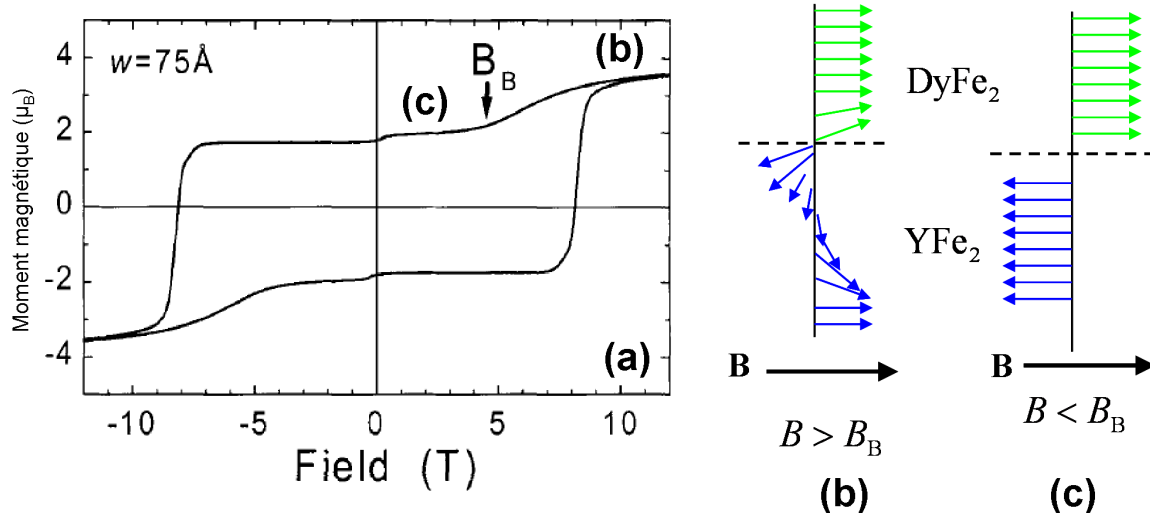 w=75Å
B_B
(b)
(c)
(a)
Moment magnétique (μ_B)
4
2
0
-2
-4
-10
-5
0
5
10
Field (T)
DyFe₂
YFe₂
B
B > B_B
(b)
B
B < B_B
(c)